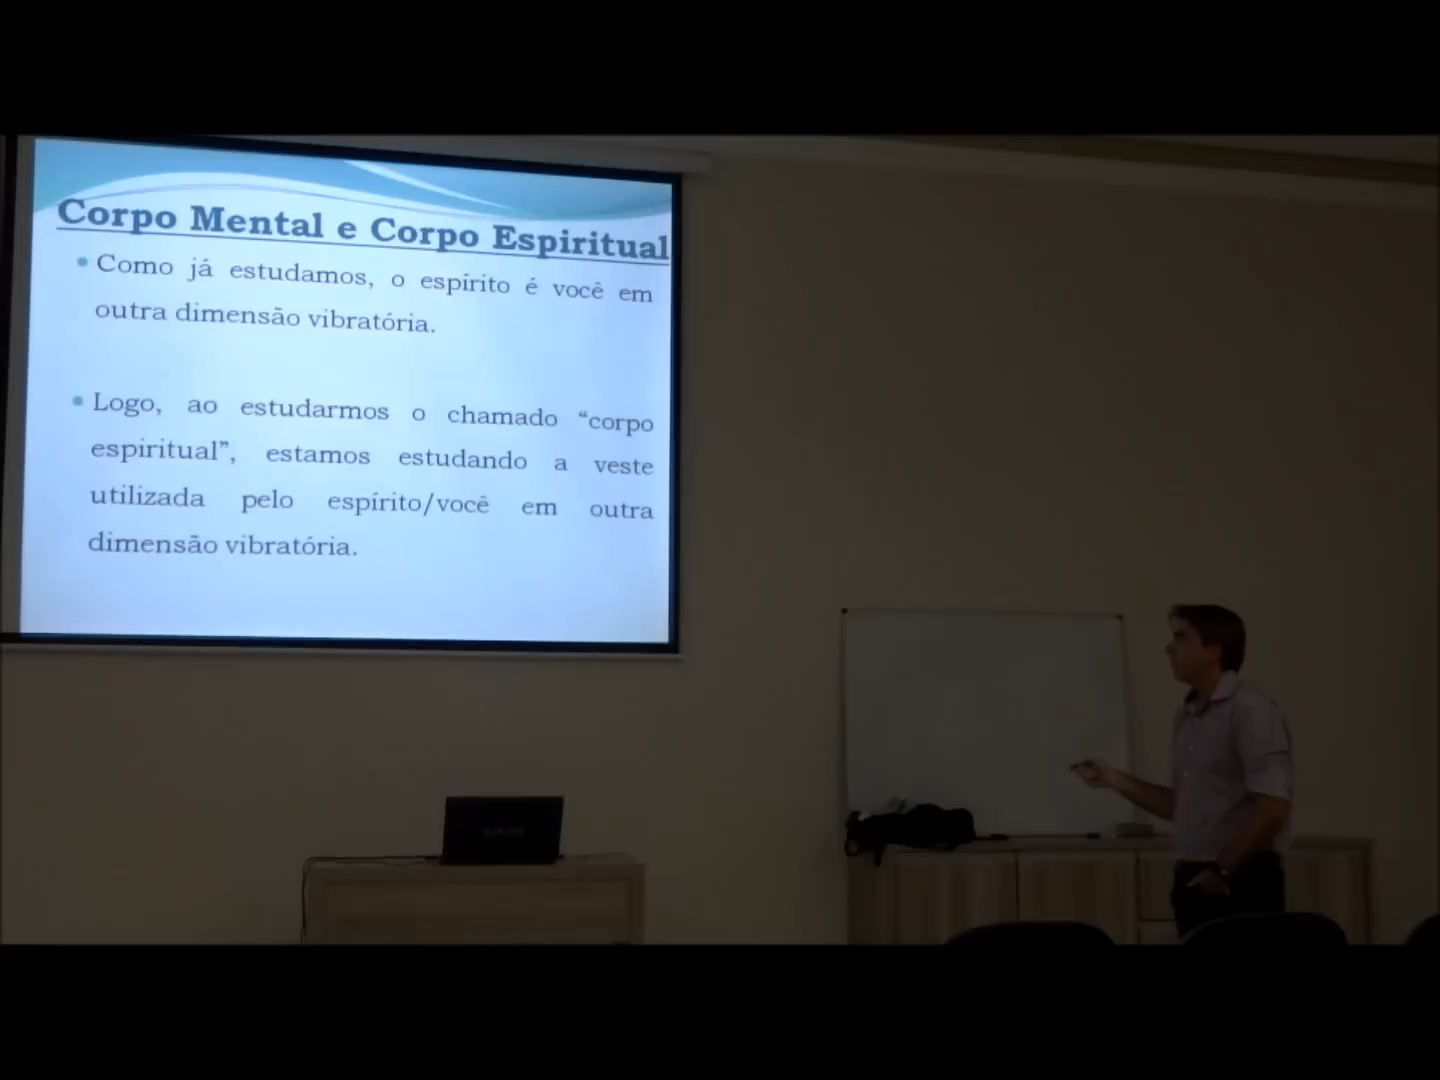 Corpo Mental e Corpo Espiritual
• Como já estudamos, o espírito é você em
outra dimensão vibratória.
• Logo, ao estudarmos o chamado “corpo
espiritual”, estamos estudando a veste
utilizada pelo espírito/você em outra
dimensão vibratória.